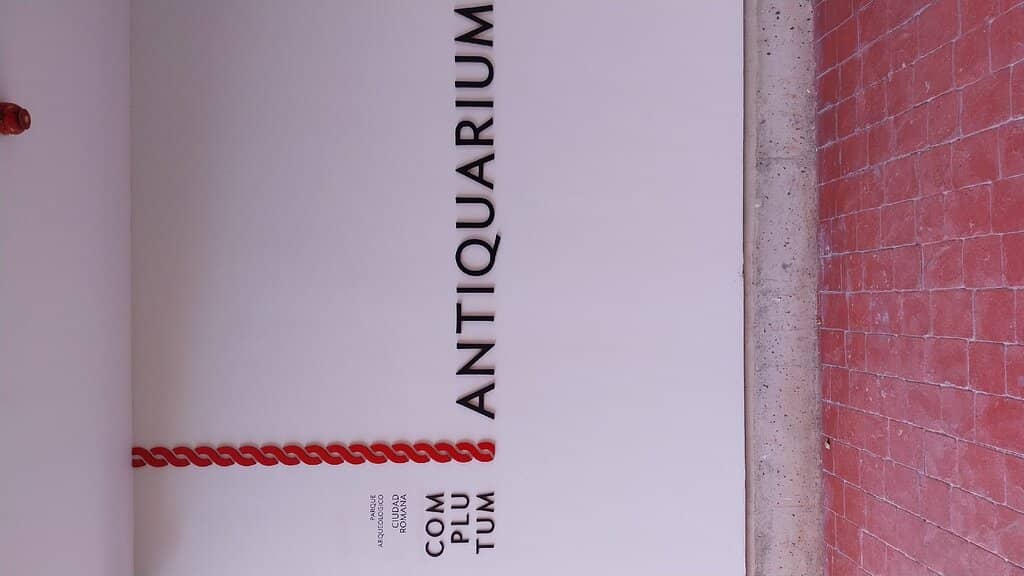 PARQUE
ARQUEOLOGICO
CIUDAD
ROMANA
COM
PLU
TUM
ANTIQUARIUM